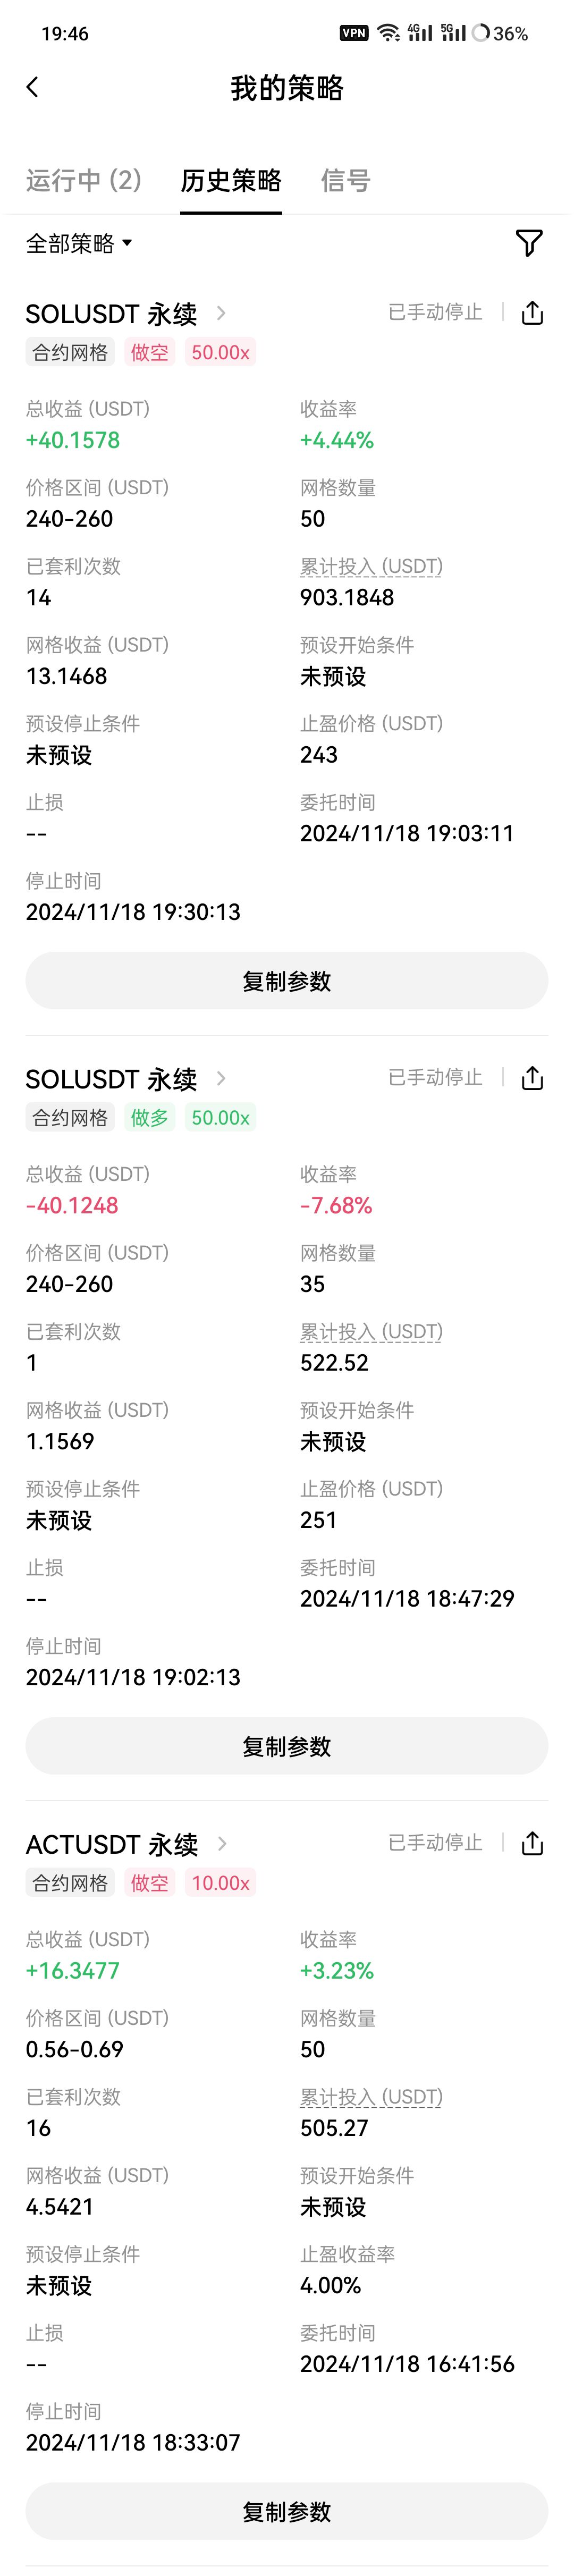 19:46 VPN 4G 5G 36%
我的策略
运行中 (2) 历史策略 信号
全部策略
SOLUSDT 永续 已手动停止
合约网格 做空 50.00x
总收益 (USDT) 收益率
+40.1578 +4.44%
价格区间 (USDT) 网格数量
240-260 50
已套利次数 累计投入 (USDT)
14 903.1848
网格收益 (USDT) 预设开始条件
13.1468 未预设
预设停止条件 止盈价格 (USDT)
未预设 243
止损 委托时间
-- 2024/11/18 19:03:11
停止时间
2024/11/18 19:30:13
复制参数
SOLUSDT 永续 已手动停止
合约网格 做多 50.00x
总收益 (USDT) 收益率
-40.1248 -7.68%
价格区间 (USDT) 网格数量
240-260 35
已套利次数 累计投入 (USDT)
1 522.52
网格收益 (USDT) 预设开始条件
1.1569 未预设
预设停止条件 止盈价格 (USDT)
未预设 251
止损 委托时间
-- 2024/11/18 18:47:29
停止时间
2024/11/18 19:02:13
复制参数
ACTUSDT 永续 已手动停止
合约网格 做空 10.00x
总收益 (USDT) 收益率
+16.3477 +3.23%
价格区间 (USDT) 网格数量
0.56-0.69 50
已套利次数 累计投入 (USDT)
16 505.27
网格收益 (USDT) 预设开始条件
4.5421 未预设
预设停止条件 止盈收益率
未预设 4.00%
止损 委托时间
-- 2024/11/18 16:41:56
停止时间
2024/11/18 18:33:07
复制参数